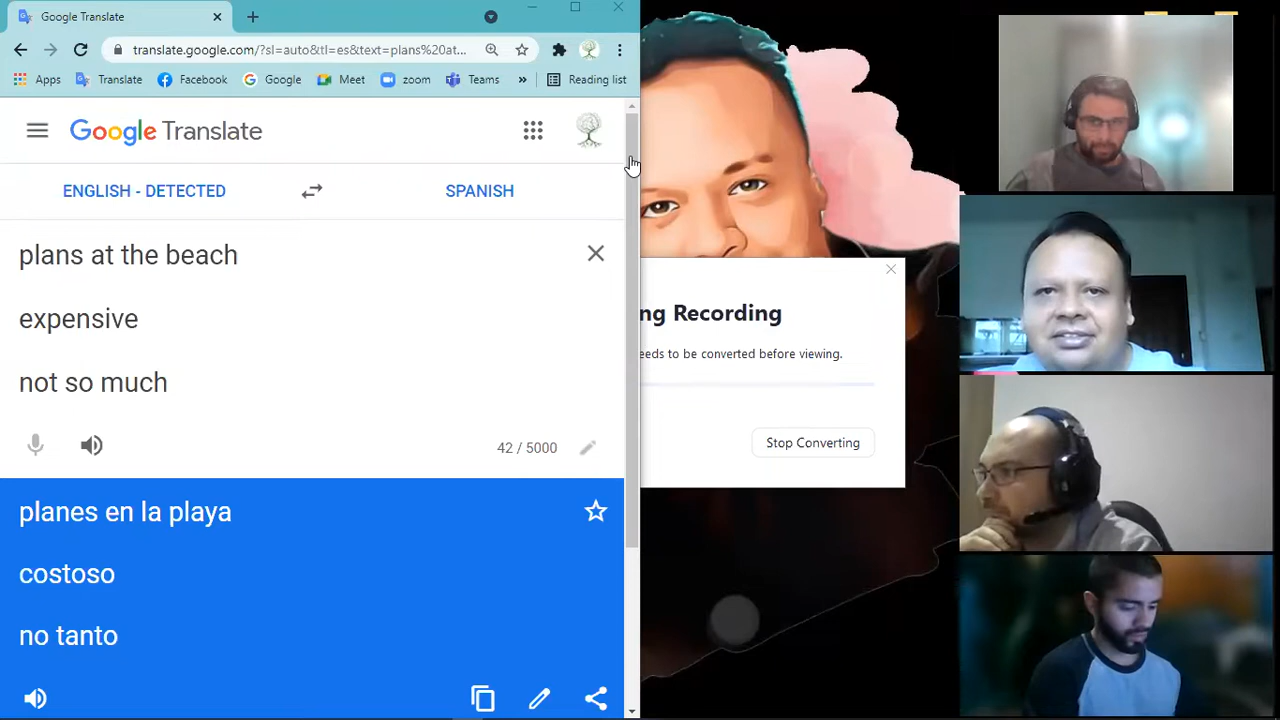 Google Translate
translate.google.com/?sl=auto&tl=es&text=plans%20at...
Apps
Translate
Facebook
Google
Meet
zoom
Teams
»
Reading list
Google Translate
ENGLISH - DETECTED
SPANISH
plans at the beach
expensive
not so much
42 / 5000
planes en la playa
costoso
no tanto
ng Recording
eeds to be converted before viewing.
Stop Converting